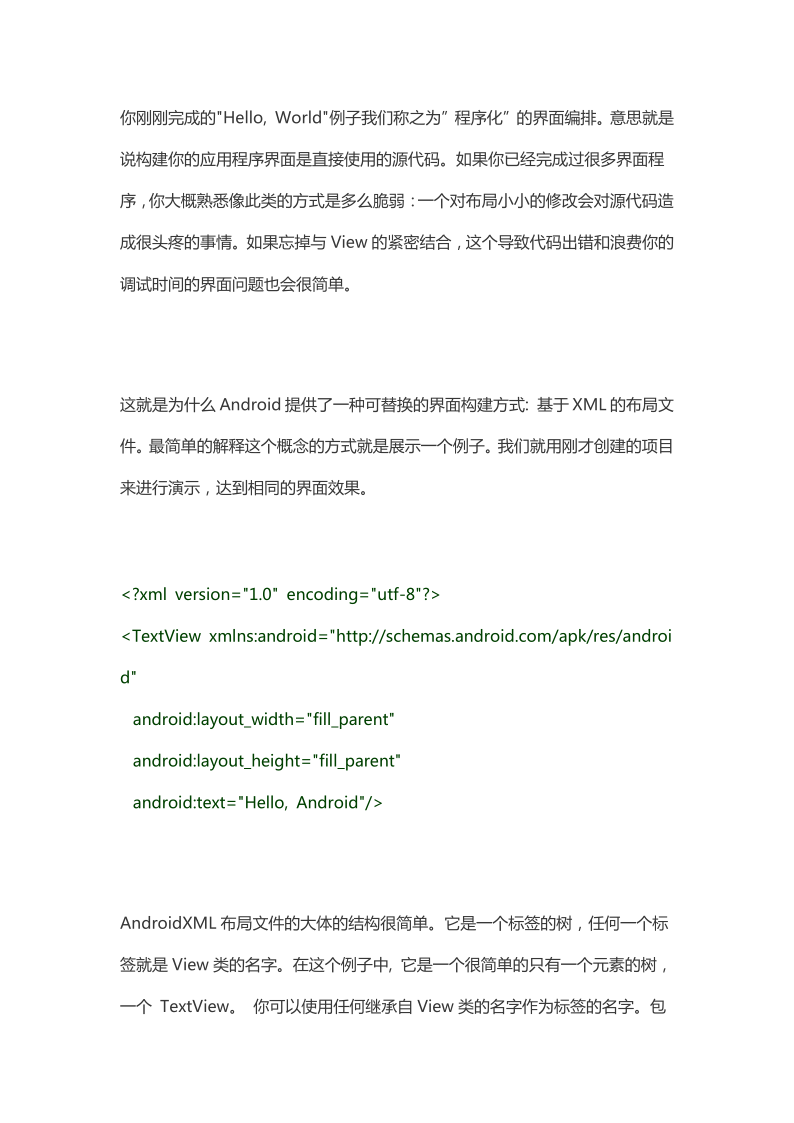 你刚刚完成的"Hello, World"例子我们称之为”程序化”的界面编排。意思就是
说构建你的应用程序界面是直接使用的源代码。如果你已经完成过很多界面程
序，你大概熟悉像此类的方式是多么脆弱：一个对布局小小的修改会对源代码造
成很头疼的事情。如果忘掉与 View 的紧密结合，这个导致代码出错和浪费你的
调试时间的界面问题也会很简单。
这就是为什么 Android 提供了一种可替换的界面构建方式: 基于 XML 的布局文
件。最简单的解释这个概念的方式就是展示一个例子。我们就用刚才创建的项目
来进行演示，达到相同的界面效果。
<?xml version="1.0" encoding="utf-8"?>
<TextView xmlns:android="http://schemas.android.com/apk/res/androi
d"
android:layout_width="fill_parent"
android:layout_height="fill_parent"
android:text="Hello, Android"/>
AndroidXML 布局文件的大体的结构很简单。它是一个标签的树，任何一个标
签就是 View 类的名字。在这个例子中, 它是一个很简单的只有一个元素的树，
一个 TextView。 你可以使用任何继承自 View 类的名字作为标签的名字。包